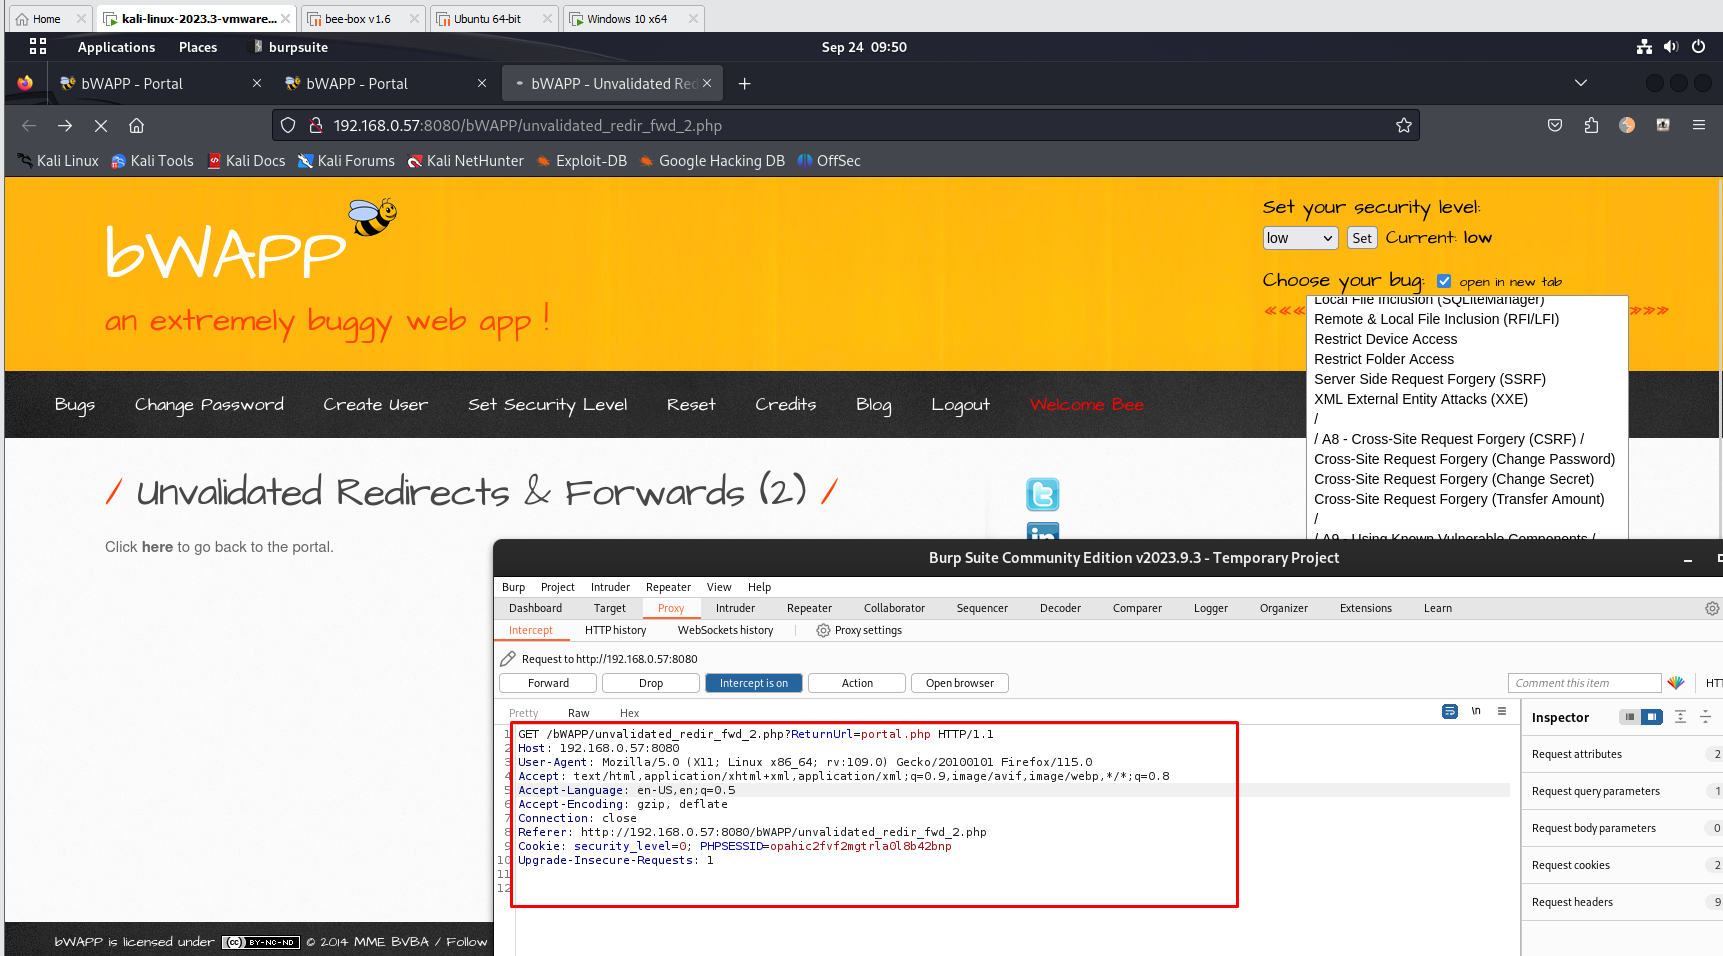 Home
kali-linux-2023.3-vmware...
bee-box v1.6
Ubuntu 64-bit
Windows 10 x64
Applications
Places
burpsuite
Sep 24 09:50
bWAPP - Portal
bWAPP - Portal
bWAPP - Unvalidated Red
192.168.0.57:8080/bWAPP/unvalidated_redir_fwd_2.php
Kali Linux
Kali Tools
Kali Docs
Kali Forums
Kali NetHunter
Exploit-DB
Google Hacking DB
OffSec
bWAPP
an extremely buggy web app !
Set your security level:
low
Set
Current: low
Choose your bug:
open in new tab
Local File Inclusion (SQLiteManager)
Remote & Local File Inclusion (RFI/LFI)
Restrict Device Access
Restrict Folder Access
Server Side Request Forgery (SSRF)
XML External Entity Attacks (XXE)
/
/ A8 - Cross-Site Request Forgery (CSRF) /
Cross-Site Request Forgery (Change Password)
Cross-Site Request Forgery (Change Secret)
Cross-Site Request Forgery (Transfer Amount)
/
/ A9 - Using Known Vulnerable Components /
Bugs
Change Password
Create User
Set Security Level
Reset
Credits
Blog
Logout
Welcome Bee
/ Unvalidated Redirects & Forwards (2) /
Click here to go back to the portal.
Burp Suite Community Edition v2023.9.3 - Temporary Project
Burp Project Intruder Repeater View Help
Dashboard Target Proxy Intruder Repeater Collaborator Sequencer Decoder Comparer Logger Organizer Extensions Learn
Intercept HTTP history WebSockets history Proxy settings
Request to http://192.168.0.57:8080
Forward Drop Intercept is on Action Open browser
Comment this item
HTT
Pretty Raw Hex
\n
1 GET /bWAPP/unvalidated_redir_fwd_2.php?ReturnUrl=portal.php HTTP/1.1
2 Host: 192.168.0.57:8080
3 User-Agent: Mozilla/5.0 (X11; Linux x86_64; rv:109.0) Gecko/20100101 Firefox/115.0
4 Accept: text/html,application/xhtml+xml,application/xml;q=0.9,image/avif,image/webp,*/*;q=0.8
5 Accept-Language: en-US,en;q=0.5
6 Accept-Encoding: gzip, deflate
7 Connection: close
8 Referer: http://192.168.0.57:8080/bWAPP/unvalidated_redir_fwd_2.php
9 Cookie: security_level=0; PHPSESSID=opahic2fvf2mgtrla0l8b42bnp
10 Upgrade-Insecure-Requests: 1
11
12
Inspector
Request attributes 2
Request query parameters 1
Request body parameters 0
Request cookies 2
Request headers 9
bWAPP is licensed under (cc) BY-NC-ND © 2014 MME BVBA / Follow